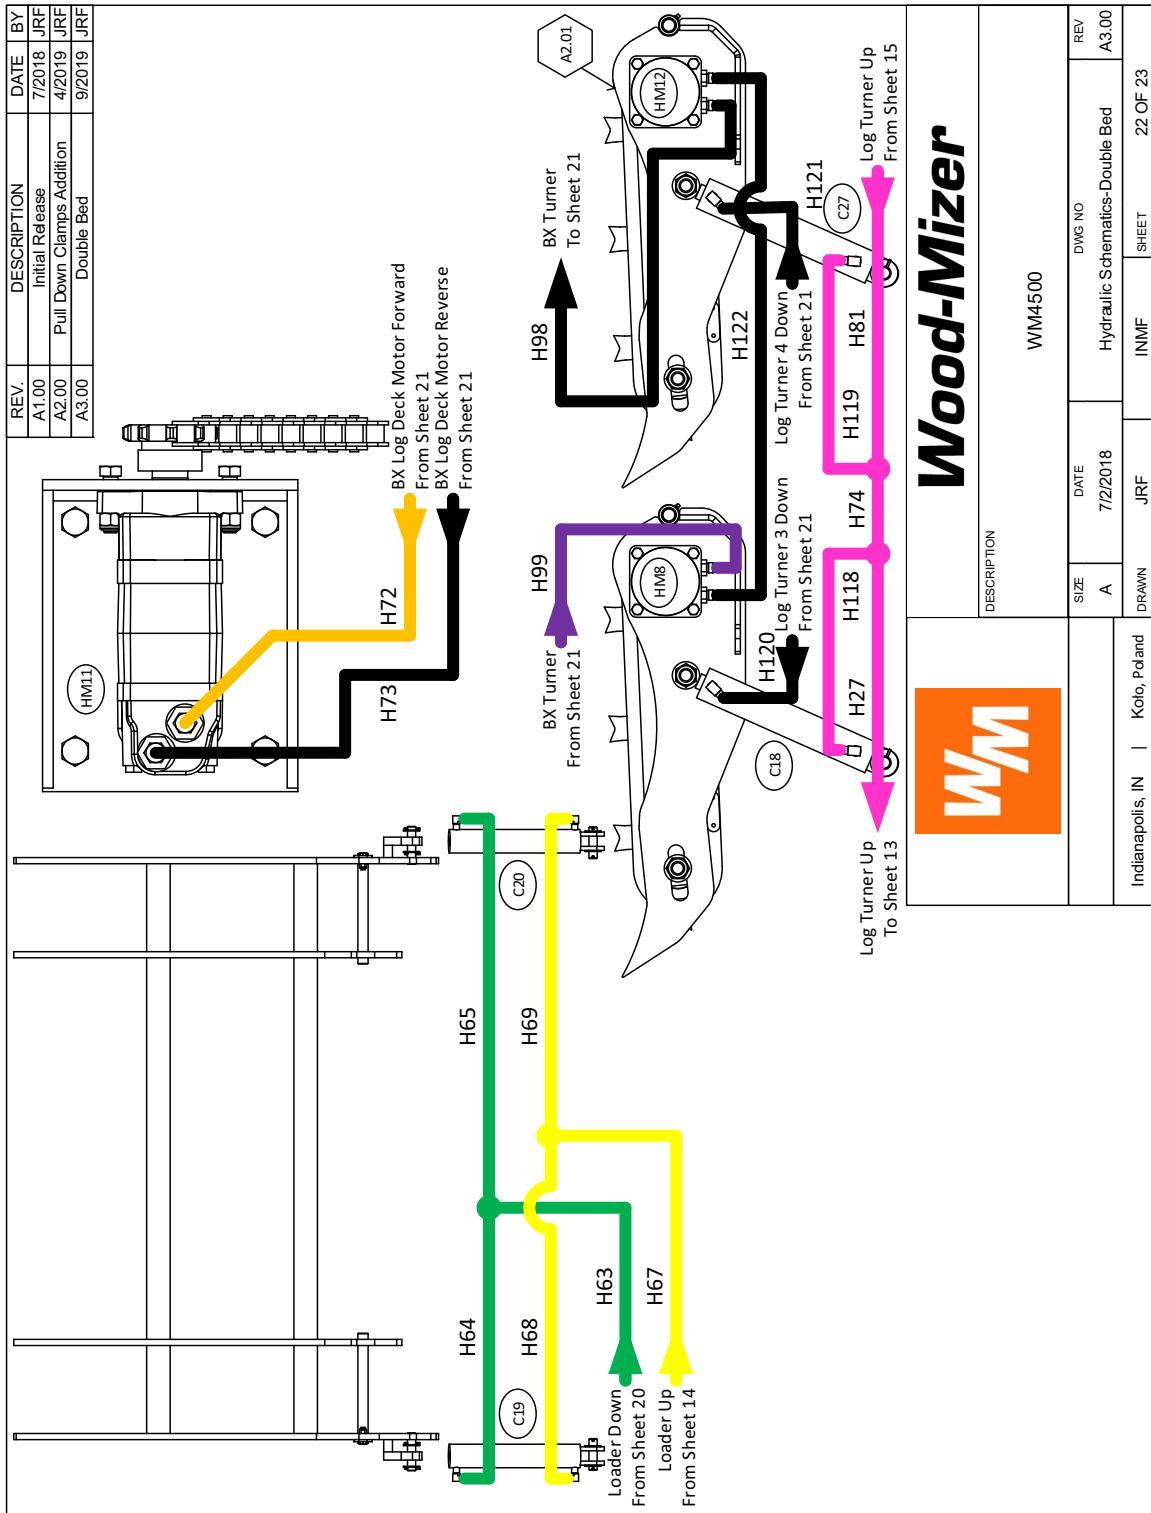 REV.
DESCRIPTION
DATE
BY
A1.00
Initial Release
7/2018
JRF
A2.00
Pull Down Clamps Addition
4/2019
JRF
A3.00
Double Bed
9/2019
JRF
HM11
H72
H73
BX Log Deck Motor Forward
From Sheet 21
BX Log Deck Motor Reverse
From Sheet 21
C19
C20
H64
H65
H68
H69
H63
H67
Loader Down
From Sheet 20
Loader Up
From Sheet 14
A2.01
HM12
HM8
BX Turner
To Sheet 21
H98
H99
BX Turner
From Sheet 21
H122
H121
C27
Log Turner 4 Down
From Sheet 21
H120
Log Turner 3 Down
From Sheet 21
C18
H27
H118
H74
H119
H81
Log Turner Up
From Sheet 15
Log Turner Up
To Sheet 13
WM
Wood-Mizer
DESCRIPTION
WM4500
SIZE
A
DATE
7/2/2018
DWG NO
Hydraulic Schematics-Double Bed
REV
A3.00
Indianapolis, IN | Koło, Poland
DRAWN
JRF
INMF
SHEET
22 OF 23